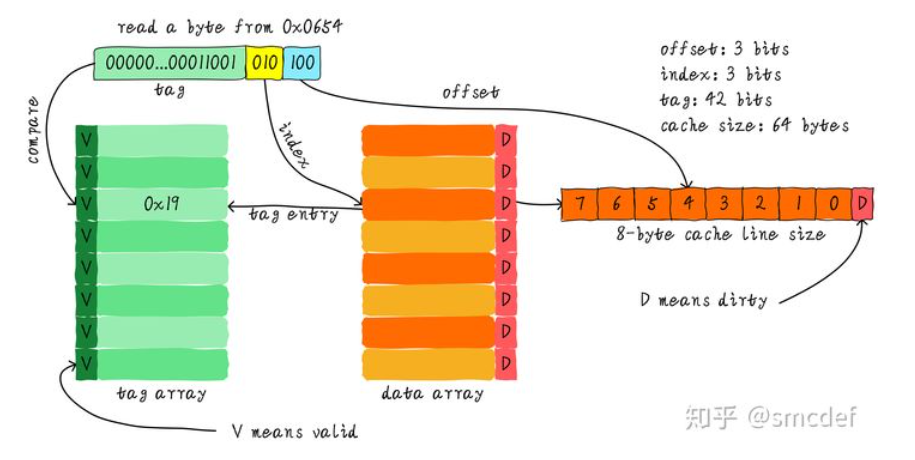 read a byte from 0x0654
00000...00011001 010 100
tag
offset: 3 bits
index: 3 bits
tag: 42 bits
cache size: 64 bytes
offset
compare
index
V
V
V 0x19
V
V
V
V
V
tag entry
D
D
D
D
D
D
D
D
7 6 5 4 3 2 1 0 D
8-byte cache line size
D means dirty
tag array
data array
V means valid
知乎 @smcdef